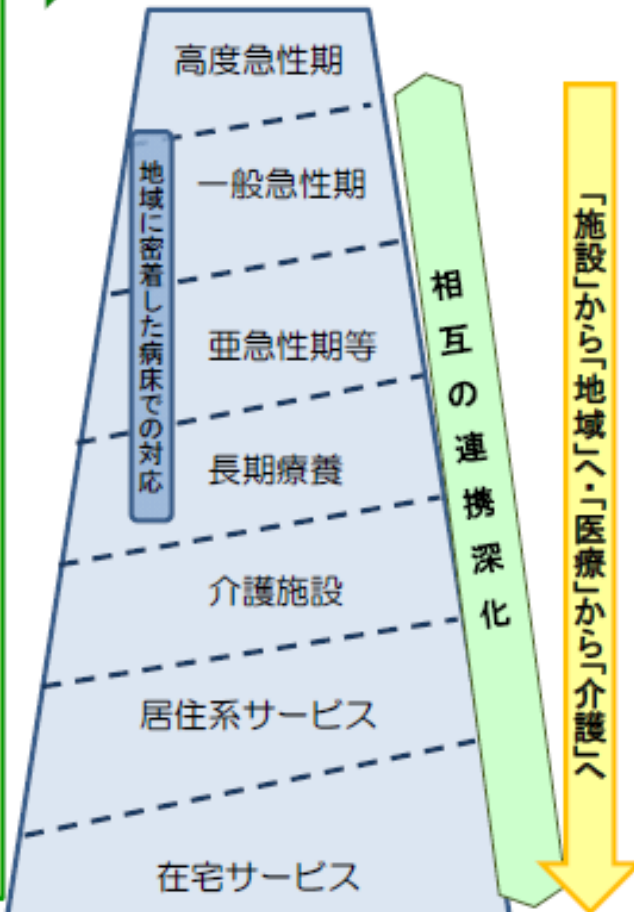 高度急性期
一般急性期
亜急性期等
長期療養
介護施設
居住系サービス
在宅サービス
地域に密着した病床での対応
相互の連携深化
「施設」から「地域」へ・「医療」から「介護」へ